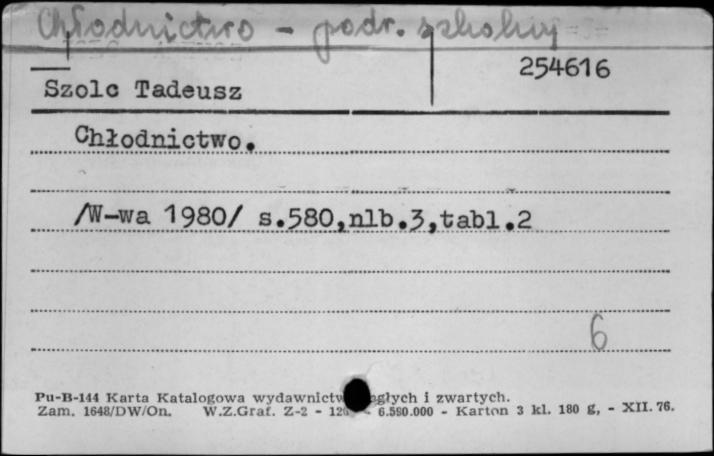 Chłodnictwo - podr. szkolny
254616
Szolc Tadeusz
Chłodnictwo.
/W-wa 1980/ s.580,nlb.3,tabl.2
6
Pu-B-144 Karta Katalogowa wydawnictw i zwartych.
Zam. 1648/DW/On. W.Z.Graf. Z-2 - 6.590.000 - Karton 3 kl. 180 g, - XII. 76.